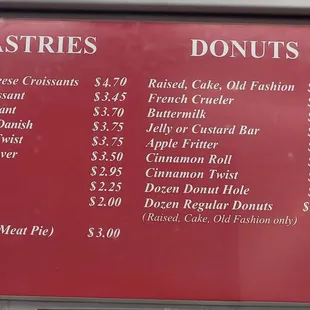 ASTRIES
eese Croissants $4.70
ssant $3.45
ant $3.70
Danish $3.75
wist $3.75
ver $3.50
$2.95
$2.25
$2.00
Meat Pie) $3.00
DONUTS
Raised, Cake, Old Fashion
French Crueler
Buttermilk
Jelly or Custard Bar
Apple Fritter
Cinnamon Roll
Cinnamon Twist
Dozen Donut Hole
Dozen Regular Donuts $
(Raised, Cake, Old Fashion only)